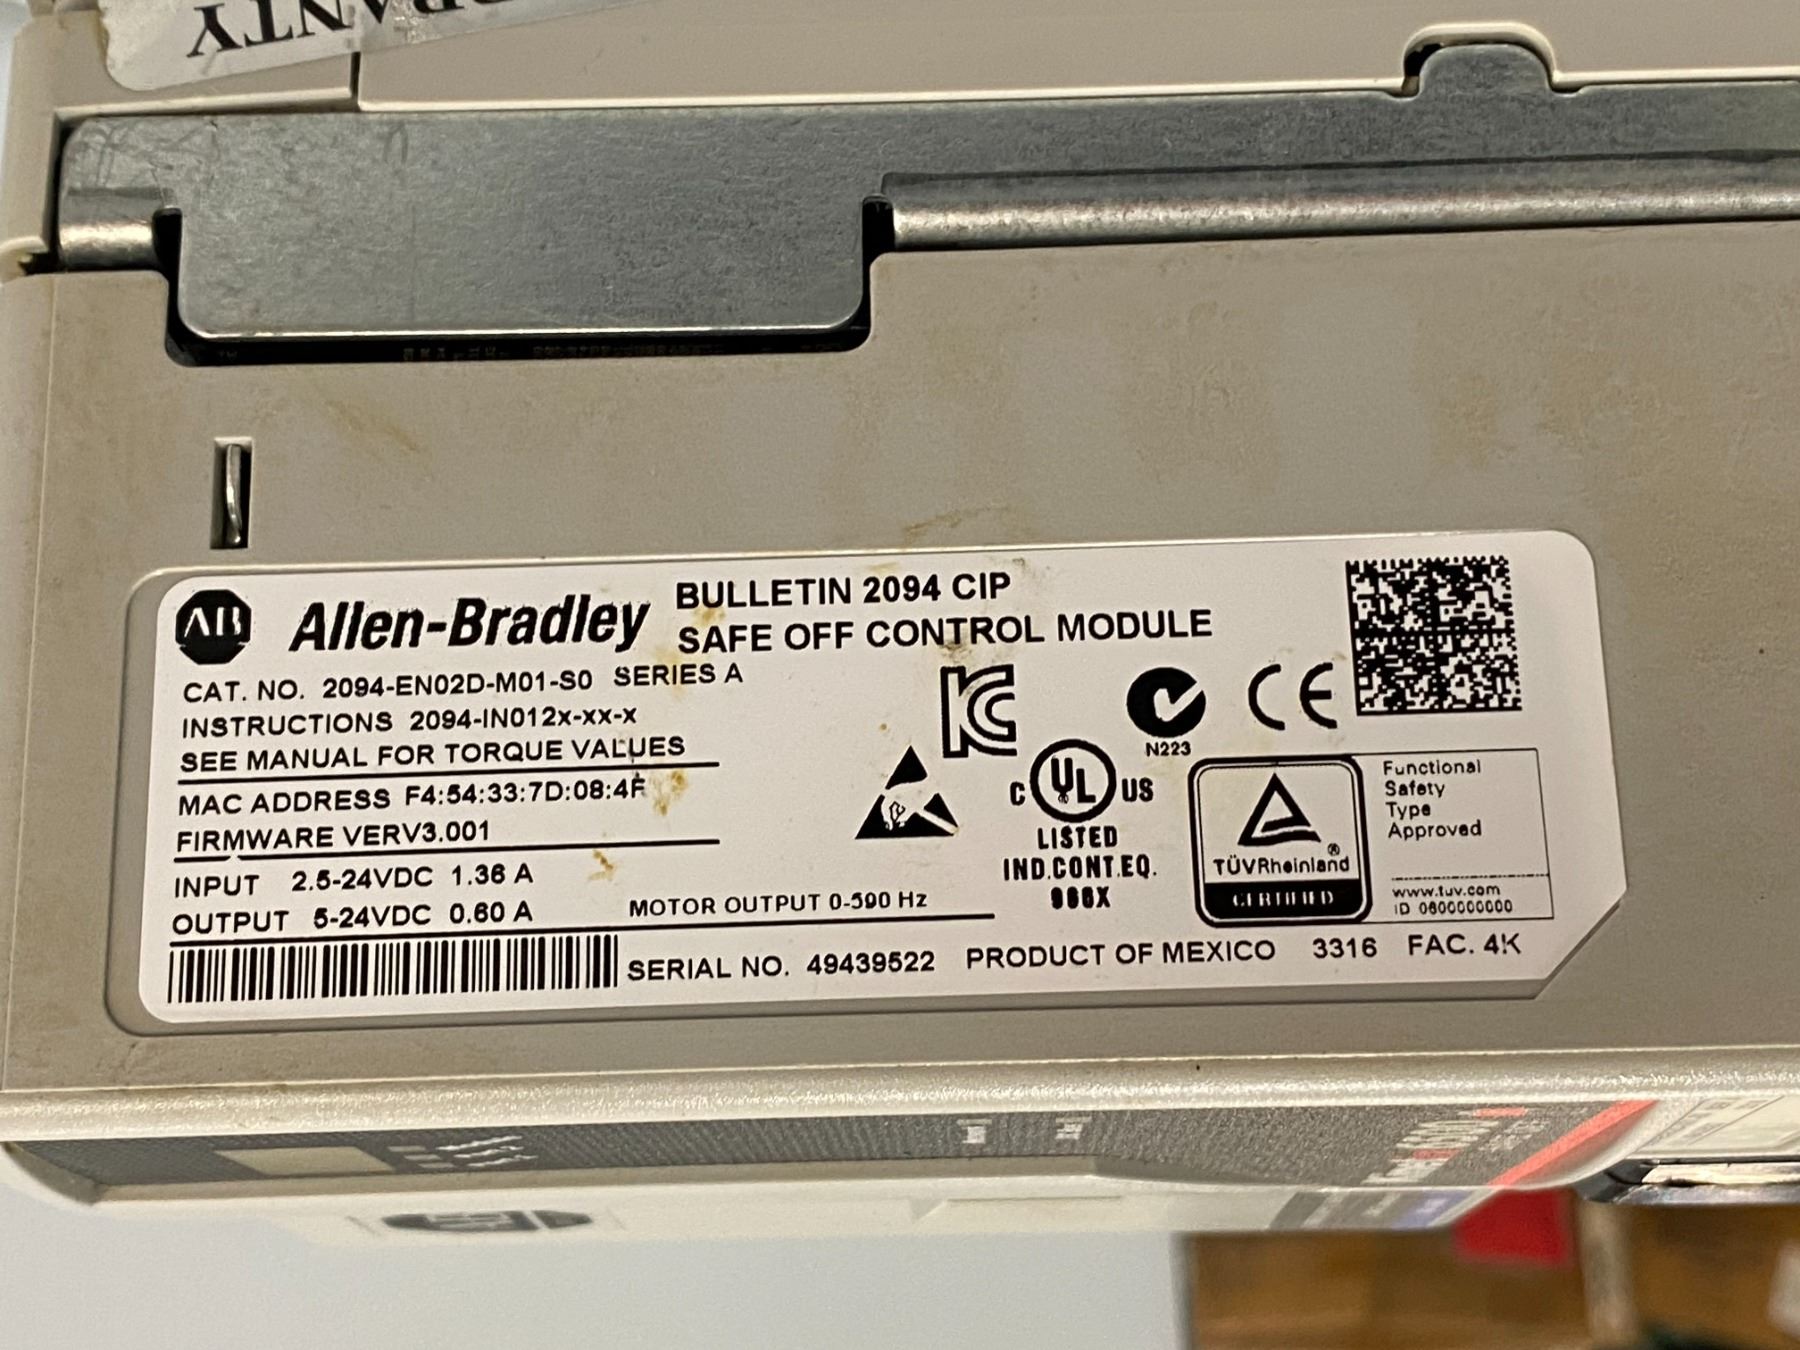 RRANTY
AB Allen-Bradley
BULLETIN 2094 CIP
SAFE OFF CONTROL MODULE
CAT. NO. 2094-EN02D-M01-S0 SERIES A
INSTRUCTIONS 2094-IN012x-xx-x
SEE MANUAL FOR TORQUE VALUES
MAC ADDRESS F4:54:33:7D:08:4F
FIRMWARE VERV3.001
INPUT 2.5-24VDC 1.36 A
OUTPUT 5-24VDC 0.60 A
MOTOR OUTPUT 0-590 Hz
SERIAL NO. 49439522 PRODUCT OF MEXICO 3316 FAC. 4K
KC
N223
CE
C UL US
LISTED
IND.CONT.EQ.
966X
TÜVRheinland®
CERTIFIED
Functional
Safety
Type
Approved
www.tuv.com
ID 0600000000